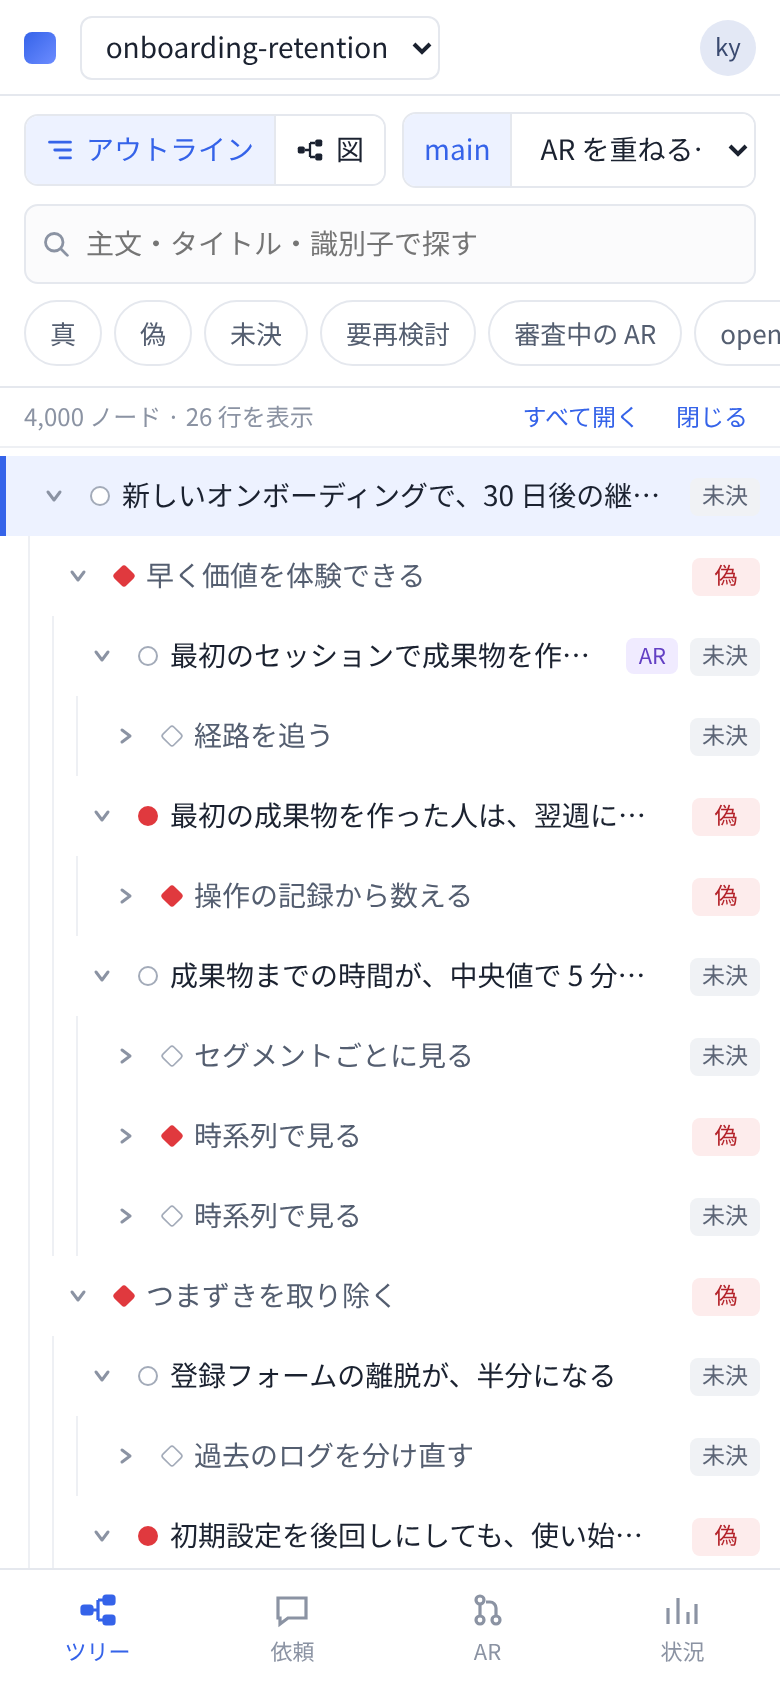 onboarding-retention
ky
アウトライン 図 main AR を重ねる·
主文・タイトル・識別子で探す
真 偽 未決 要再検討 審査中の AR open
4,000 ノード · 26 行を表示 すべて開く 閉じる
新しいオンボーディングで、30 日後の継… 未決
早く価値を体験できる 偽
最初のセッションで成果物を作… AR 未決
経路を追う 未決
最初の成果物を作った人は、翌週に… 偽
操作の記録から数える 偽
成果物までの時間が、中央値で 5 分… 未決
セグメントごとに見る 未決
時系列で見る 偽
時系列で見る 未決
つまずきを取り除く 偽
登録フォームの離脱が、半分になる 未決
過去のログを分け直す 未決
初期設定を後回しにしても、使い始… 偽
ツリー 依頼 AR 状況